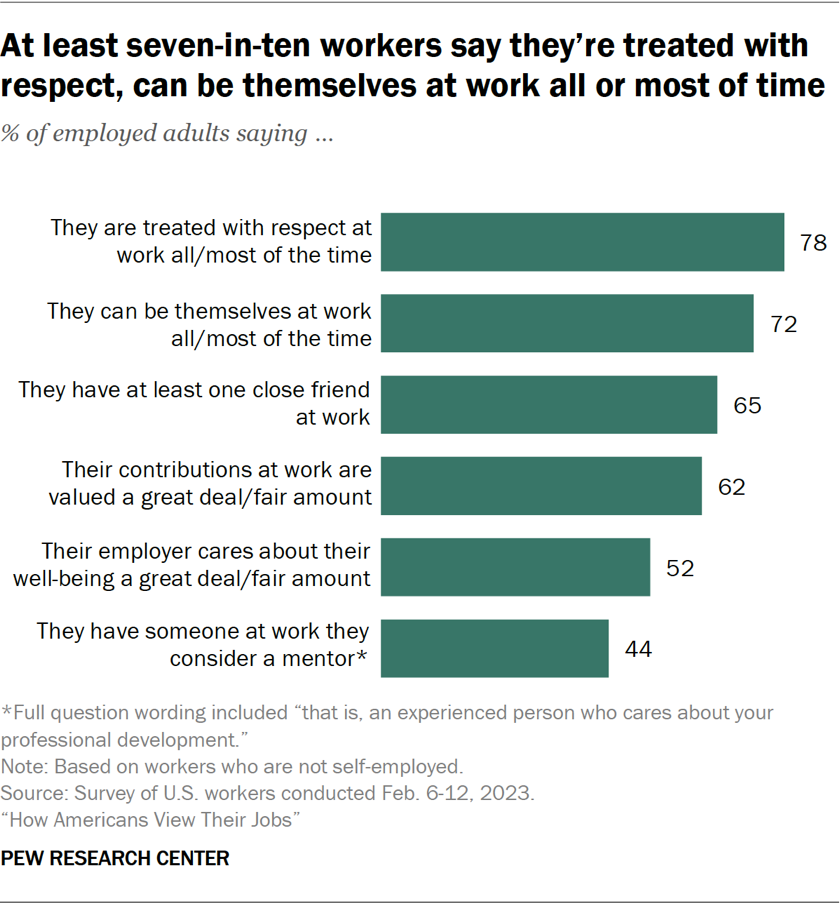 At least seven-in-ten workers say they’re treated with
respect, can be themselves at work all or most of time
% of employed adults saying ...
They are treated with respect at
work all/most of the time
78
They can be themselves at work
all/most of the time
72
They have at least one close friend
at work
65
Their contributions at work are
valued a great deal/fair amount
62
Their employer cares about their
well-being a great deal/fair amount
52
They have someone at work they
consider a mentor*
44
*Full question wording included “that is, an experienced person who cares about your
professional development.”
Note: Based on workers who are not self-employed.
Source: Survey of U.S. workers conducted Feb. 6-12, 2023.
“How Americans View Their Jobs”
PEW RESEARCH CENTER